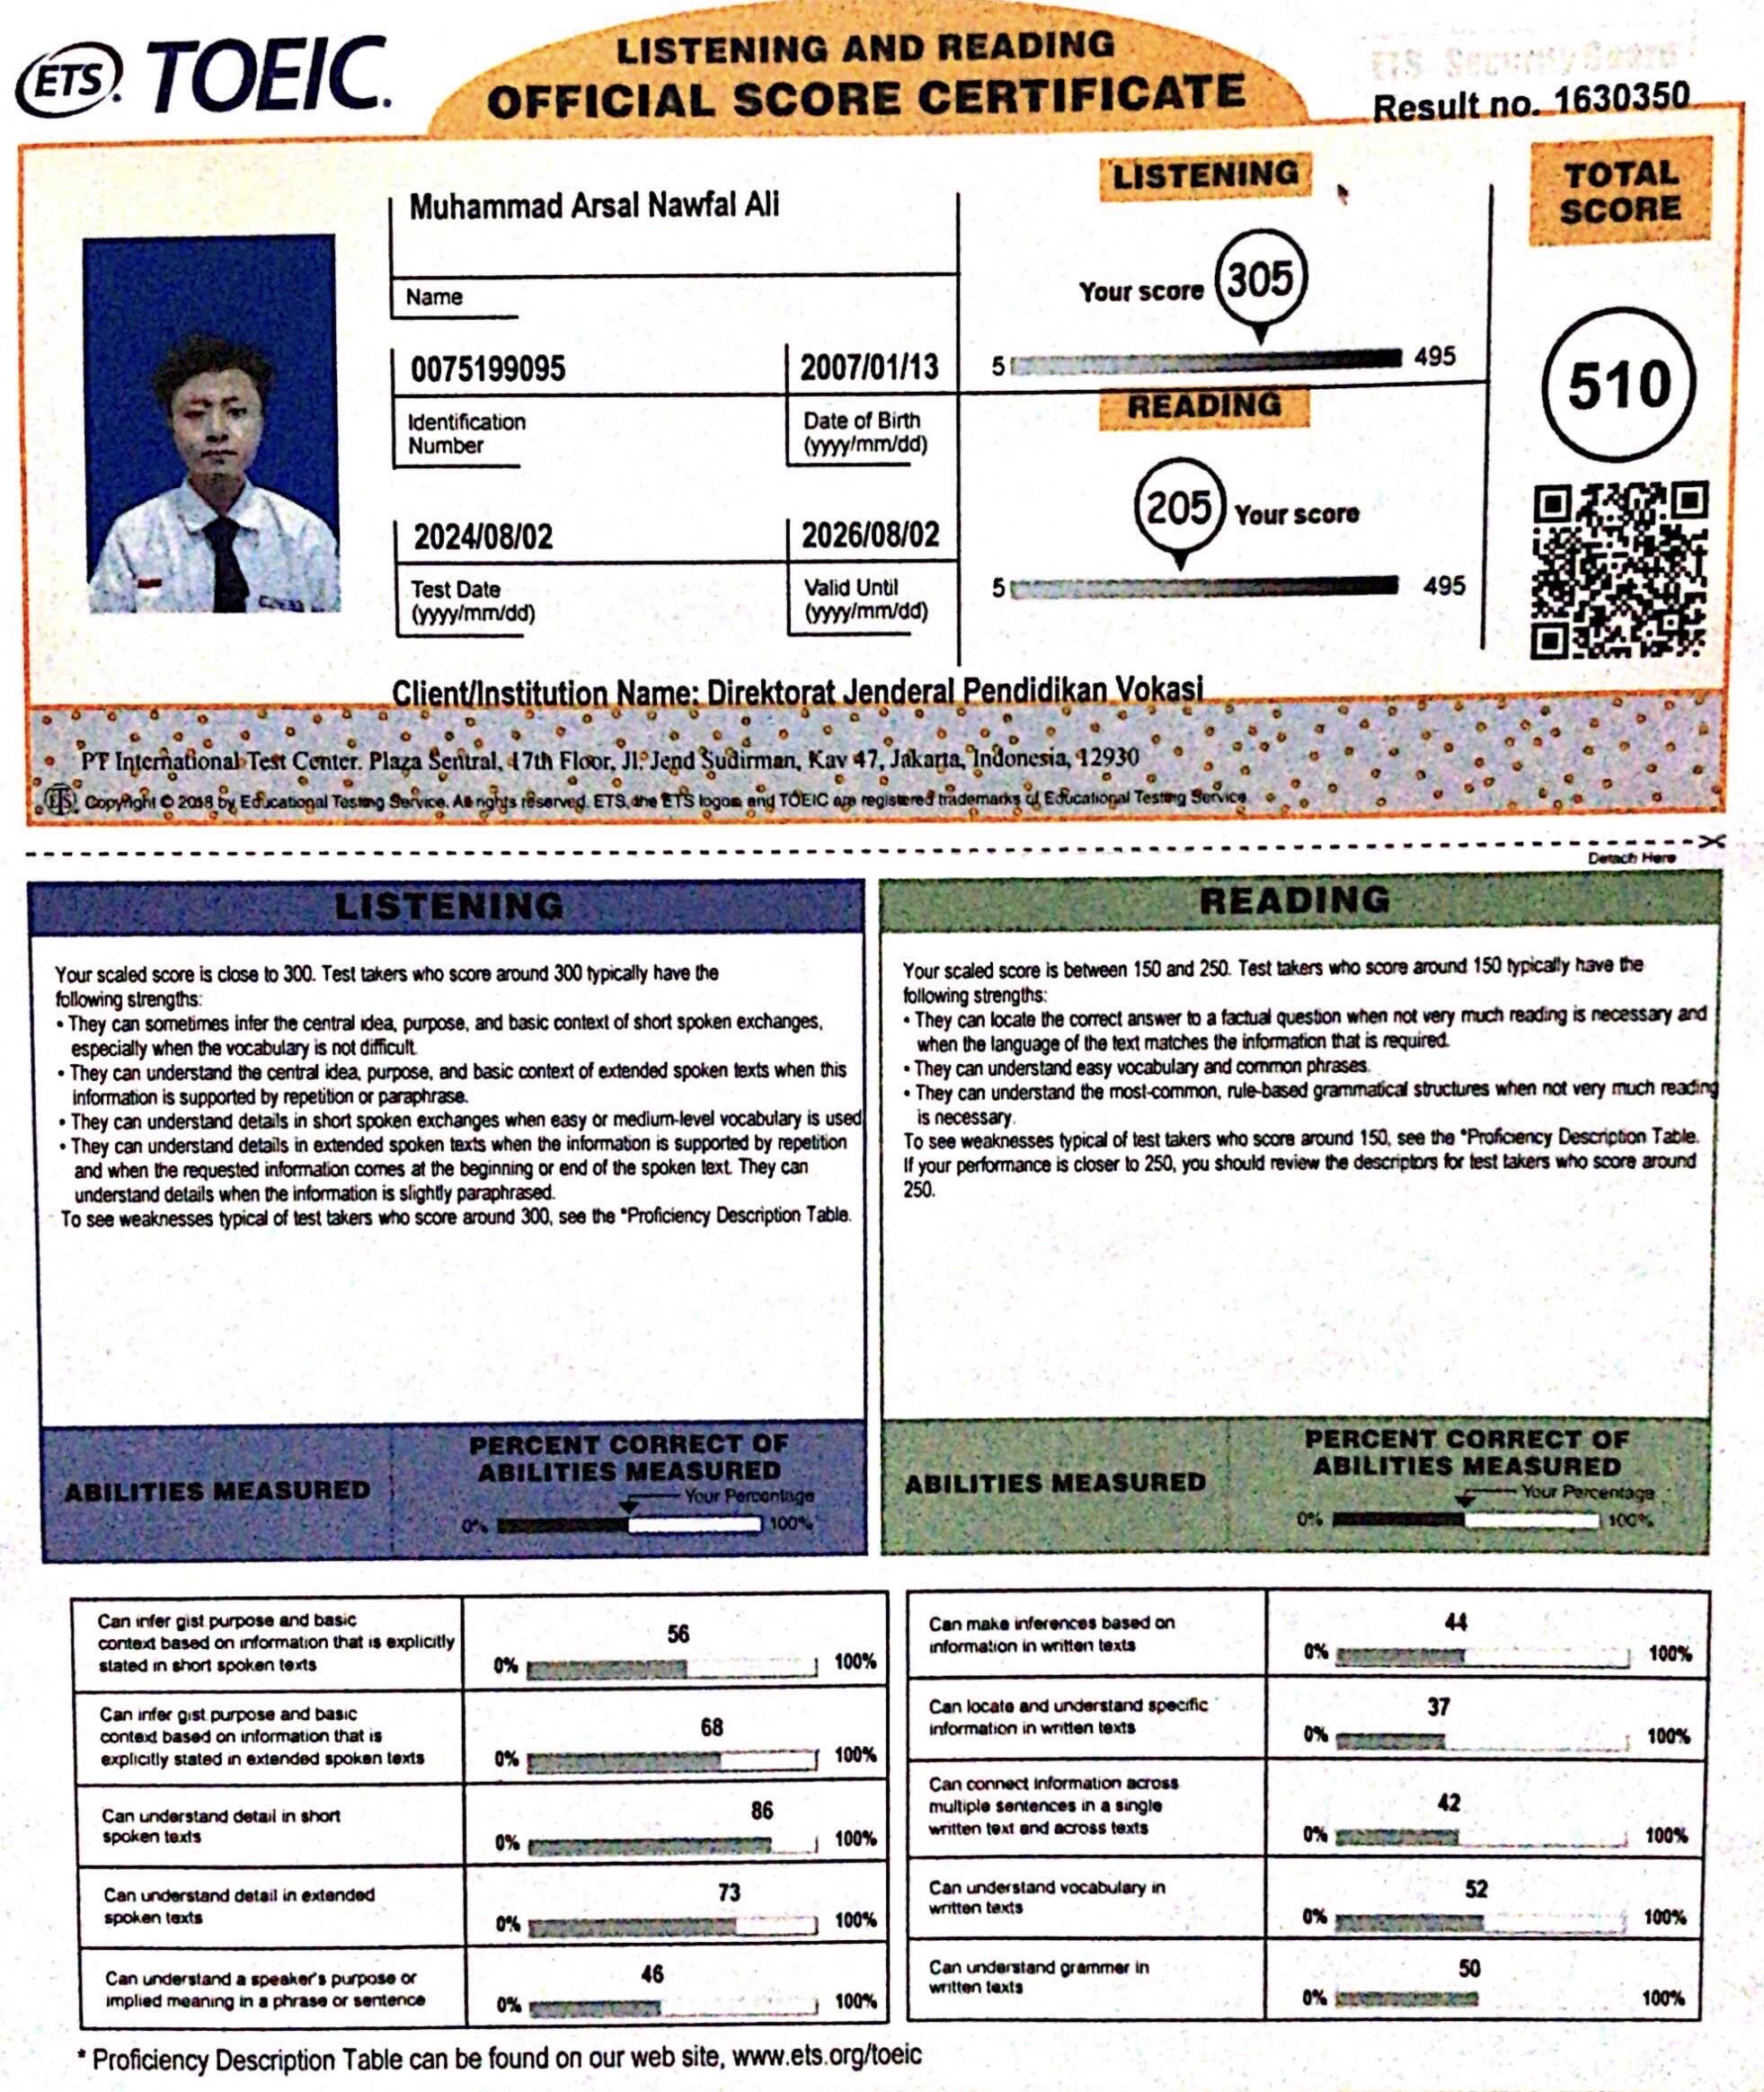 ETS. TOEIC.
LISTENING AND READING
OFFICIAL SCORE CERTIFICATE
ETS Security
Result no. 1630350
Muhammad Arsal Nawfal Ali
Name
0075199095
2007/01/13
Identification
Number
Date of Birth
(yyyy/mm/dd)
2024/08/02
2026/08/02
Test Date
(yyyy/mm/dd)
Valid Until
(yyyy/mm/dd)
LISTENING
Your score 305
5 495
READING
205 Your score
5 495
TOTAL
SCORE
510
Client/Institution Name: Direktorat Jenderal Pendidikan Vokasi
PT International Test Center. Plaza Sentral, 17th Floor, Jl. Jend Sudirman, Kav 47, Jakarta, Indonesia, 12930
ETS Copyright © 2018 by Educational Testing Service. All rights reserved. ETS, the ETS logos and TOEIC are registered trademarks of Educational Testing Service
Detach Here
LISTENING
Your scaled score is close to 300. Test takers who score around 300 typically have the
following strengths:
• They can sometimes infer the central idea, purpose, and basic context of short spoken exchanges,
especially when the vocabulary is not difficult.
• They can understand the central idea, purpose, and basic context of extended spoken texts when this
information is supported by repetition or paraphrase.
• They can understand details in short spoken exchanges when easy or medium-level vocabulary is used
• They can understand details in extended spoken texts when the information is supported by repetition
and when the requested information comes at the beginning or end of the spoken text. They can
understand details when the information is slightly paraphrased.
To see weaknesses typical of test takers who score around 300, see the *Proficiency Description Table.
READING
Your scaled score is between 150 and 250. Test takers who score around 150 typically have the
following strengths:
• They can locate the correct answer to a factual question when not very much reading is necessary and
when the language of the text matches the information that is required.
• They can understand easy vocabulary and common phrases.
• They can understand the most-common, rule-based grammatical structures when not very much reading
is necessary.
To see weaknesses typical of test takers who score around 150, see the *Proficiency Description Table.
If your performance is closer to 250, you should review the descriptors for test takers who score around
250.
ABILITIES MEASURED
PERCENT CORRECT OF
ABILITIES MEASURED
Your Percentage
0% 100%
ABILITIES MEASURED
PERCENT CORRECT OF
ABILITIES MEASURED
Your Percentage
0% 100%
Can infer gist purpose and basic
context based on information that is explicitly
stated in short spoken texts
56
0% 100%
Can infer gist purpose and basic
context based on information that is
explicitly stated in extended spoken texts
68
0% 100%
Can understand detail in short
spoken texts
86
0% 100%
Can understand detail in extended
spoken texts
73
0% 100%
Can understand a speaker's purpose or
implied meaning in a phrase or sentence
46
0% 100%
Can make inferences based on
information in written texts
44
0% 100%
Can locate and understand specific
information in written texts
37
0% 100%
Can connect information across
multiple sentences in a single
written text and across texts
42
0% 100%
Can understand vocabulary in
written texts
52
0% 100%
Can understand grammer in
written texts
50
0% 100%
* Proficiency Description Table can be found on our web site, www.ets.org/toeic